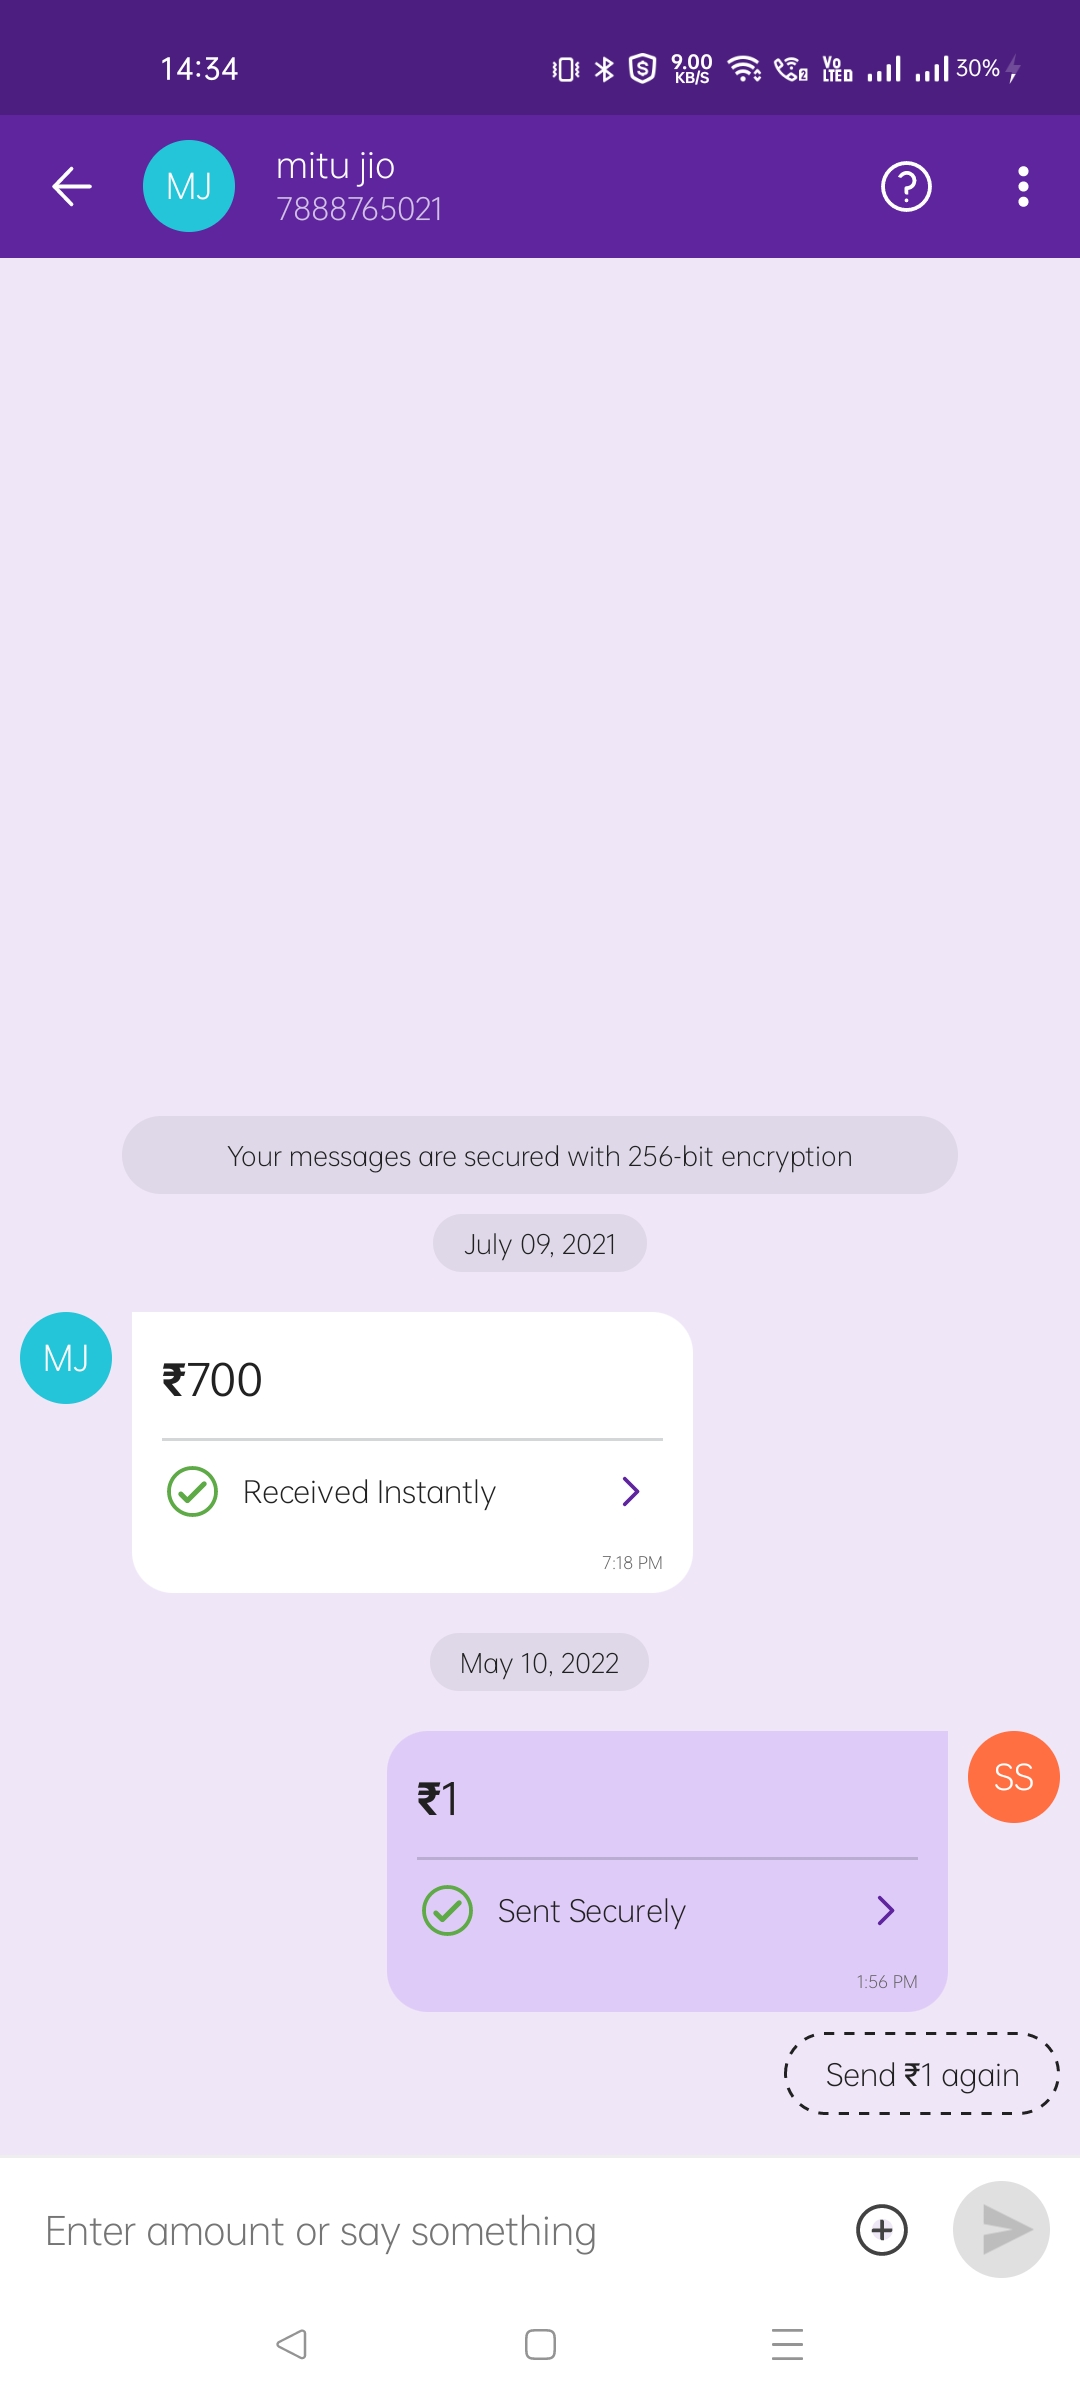 14:34
9.00
KB/S
Vo
LTE D
30%
MJ
mitu jio
7888765021
Your messages are secured with 256-bit encryption
July 09, 2021
MJ
₹700
Received Instantly
7:18 PM
May 10, 2022
SS
₹1
Sent Securely
1:56 PM
Send ₹1 again
Enter amount or say something